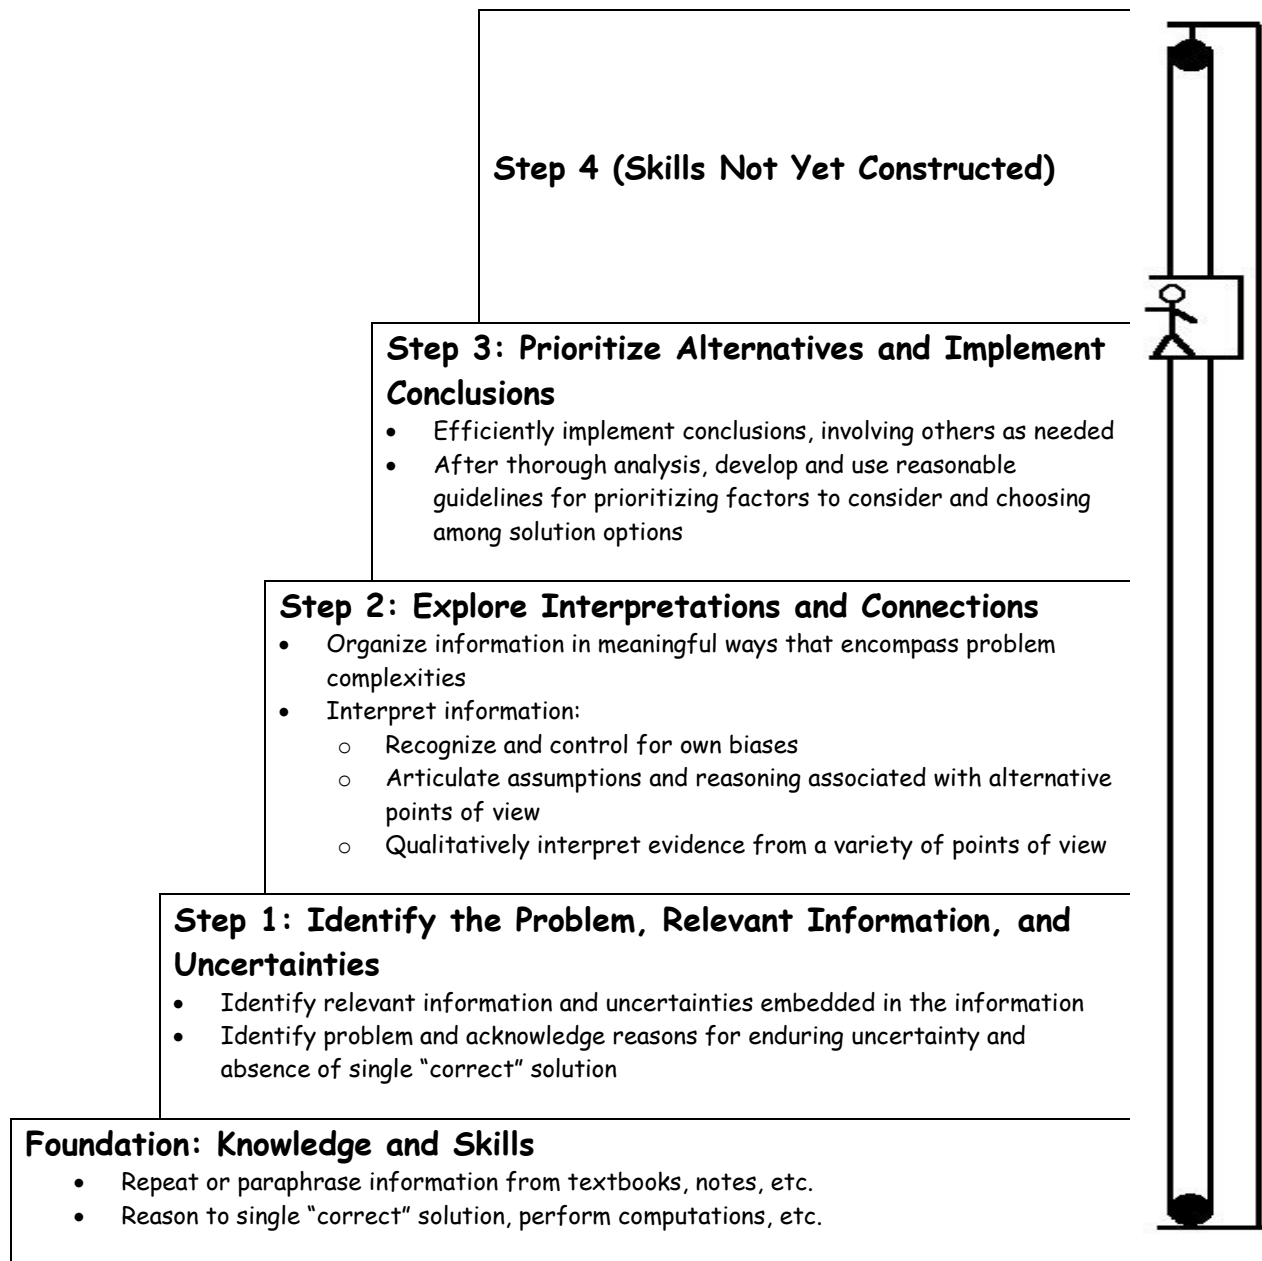 Step 4 (Skills Not Yet Constructed)
Step 3: Prioritize Alternatives and Implement
Conclusions
• Efficiently implement conclusions, involving others as needed
• After thorough analysis, develop and use reasonable
guidelines for prioritizing factors to consider and choosing
among solution options
Step 2: Explore Interpretations and Connections
• Organize information in meaningful ways that encompass problem
complexities
• Interpret information:
o Recognize and control for own biases
o Articulate assumptions and reasoning associated with alternative
points of view
o Qualitatively interpret evidence from a variety of points of view
Step 1: Identify the Problem, Relevant Information, and
Uncertainties
• Identify relevant information and uncertainties embedded in the information
• Identify problem and acknowledge reasons for enduring uncertainty and
absence of single “correct” solution
Foundation: Knowledge and Skills
• Repeat or paraphrase information from textbooks, notes, etc.
• Reason to single “correct” solution, perform computations, etc.